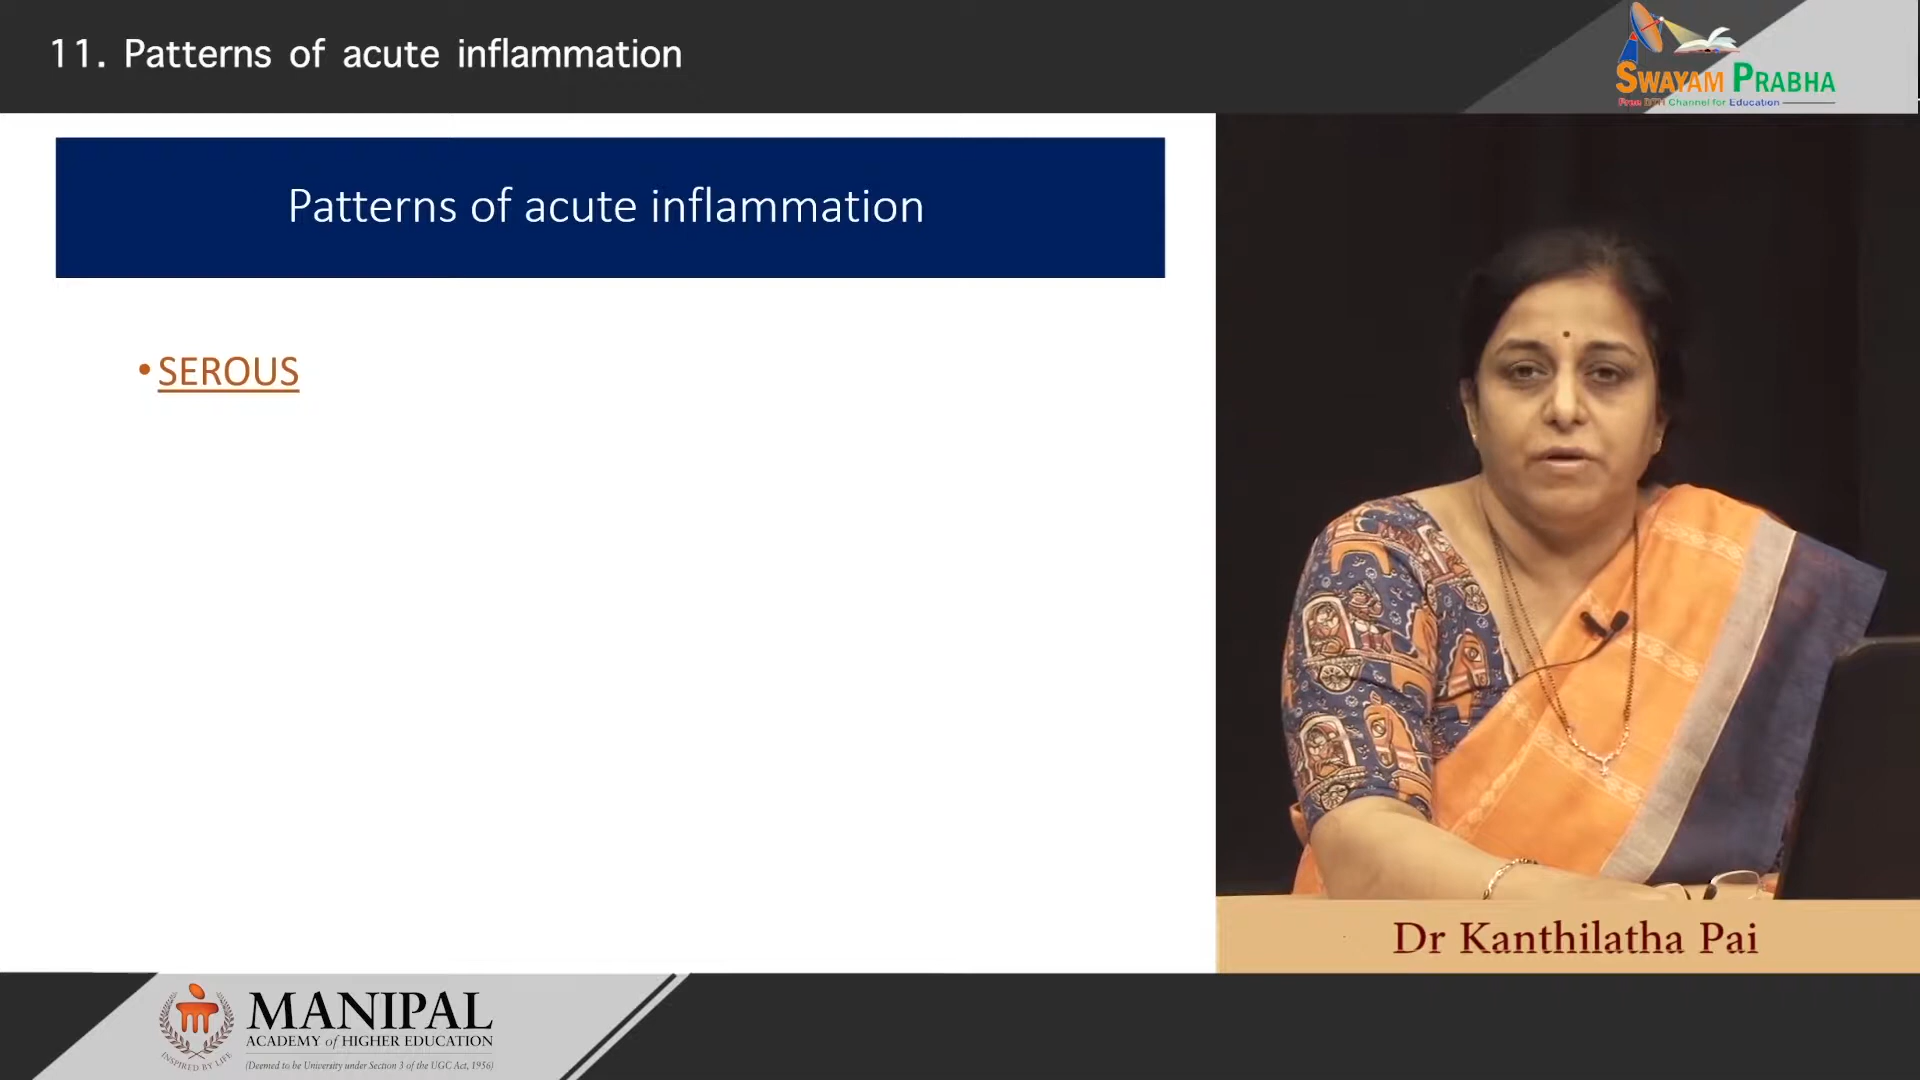 11. Patterns of acute inflammation
SWAYAM PRABHA
Free DTH Channel for Education
Patterns of acute inflammation
• SEROUS
Dr Kanthilatha Pai
MANIPAL
ACADEMY of HIGHER EDUCATION
(Deemed to be University under Section 3 of the UGC Act, 1956)
INSPIRED BY LIFE